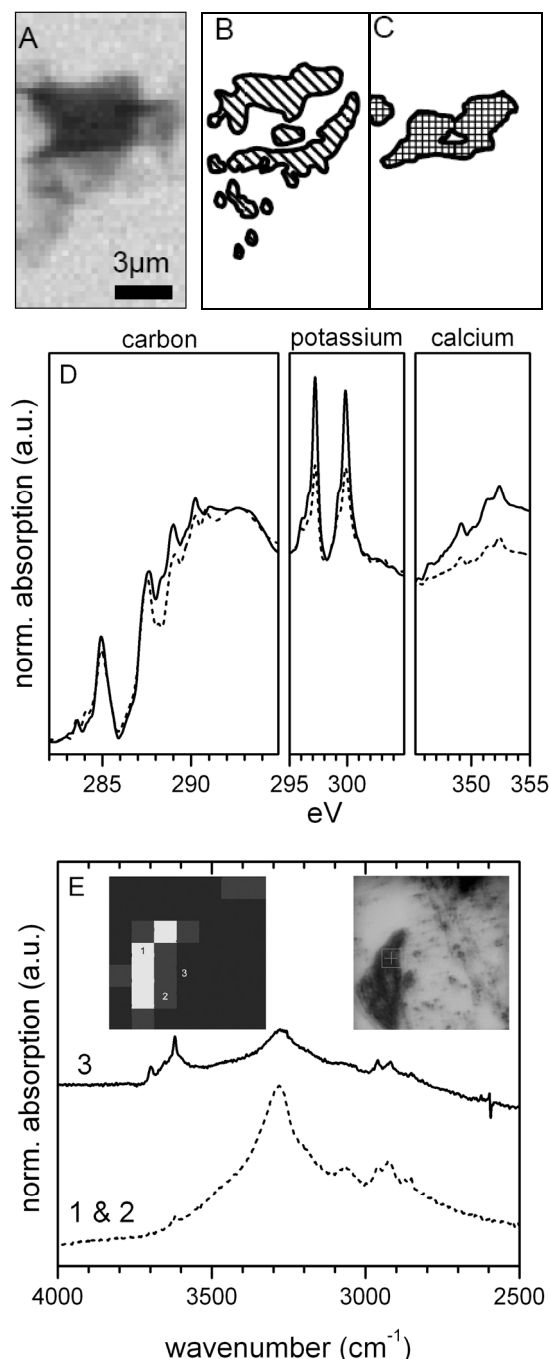 A
B
C
3µm
carbon
potassium
calcium
D
norm. absorption (a.u.)
285
290
295
300
350
355
eV
E
1
2
3
3
1 & 2
norm. absorption (a.u.)
4000
3500
3000
2500
wavenumber (cm⁻¹)